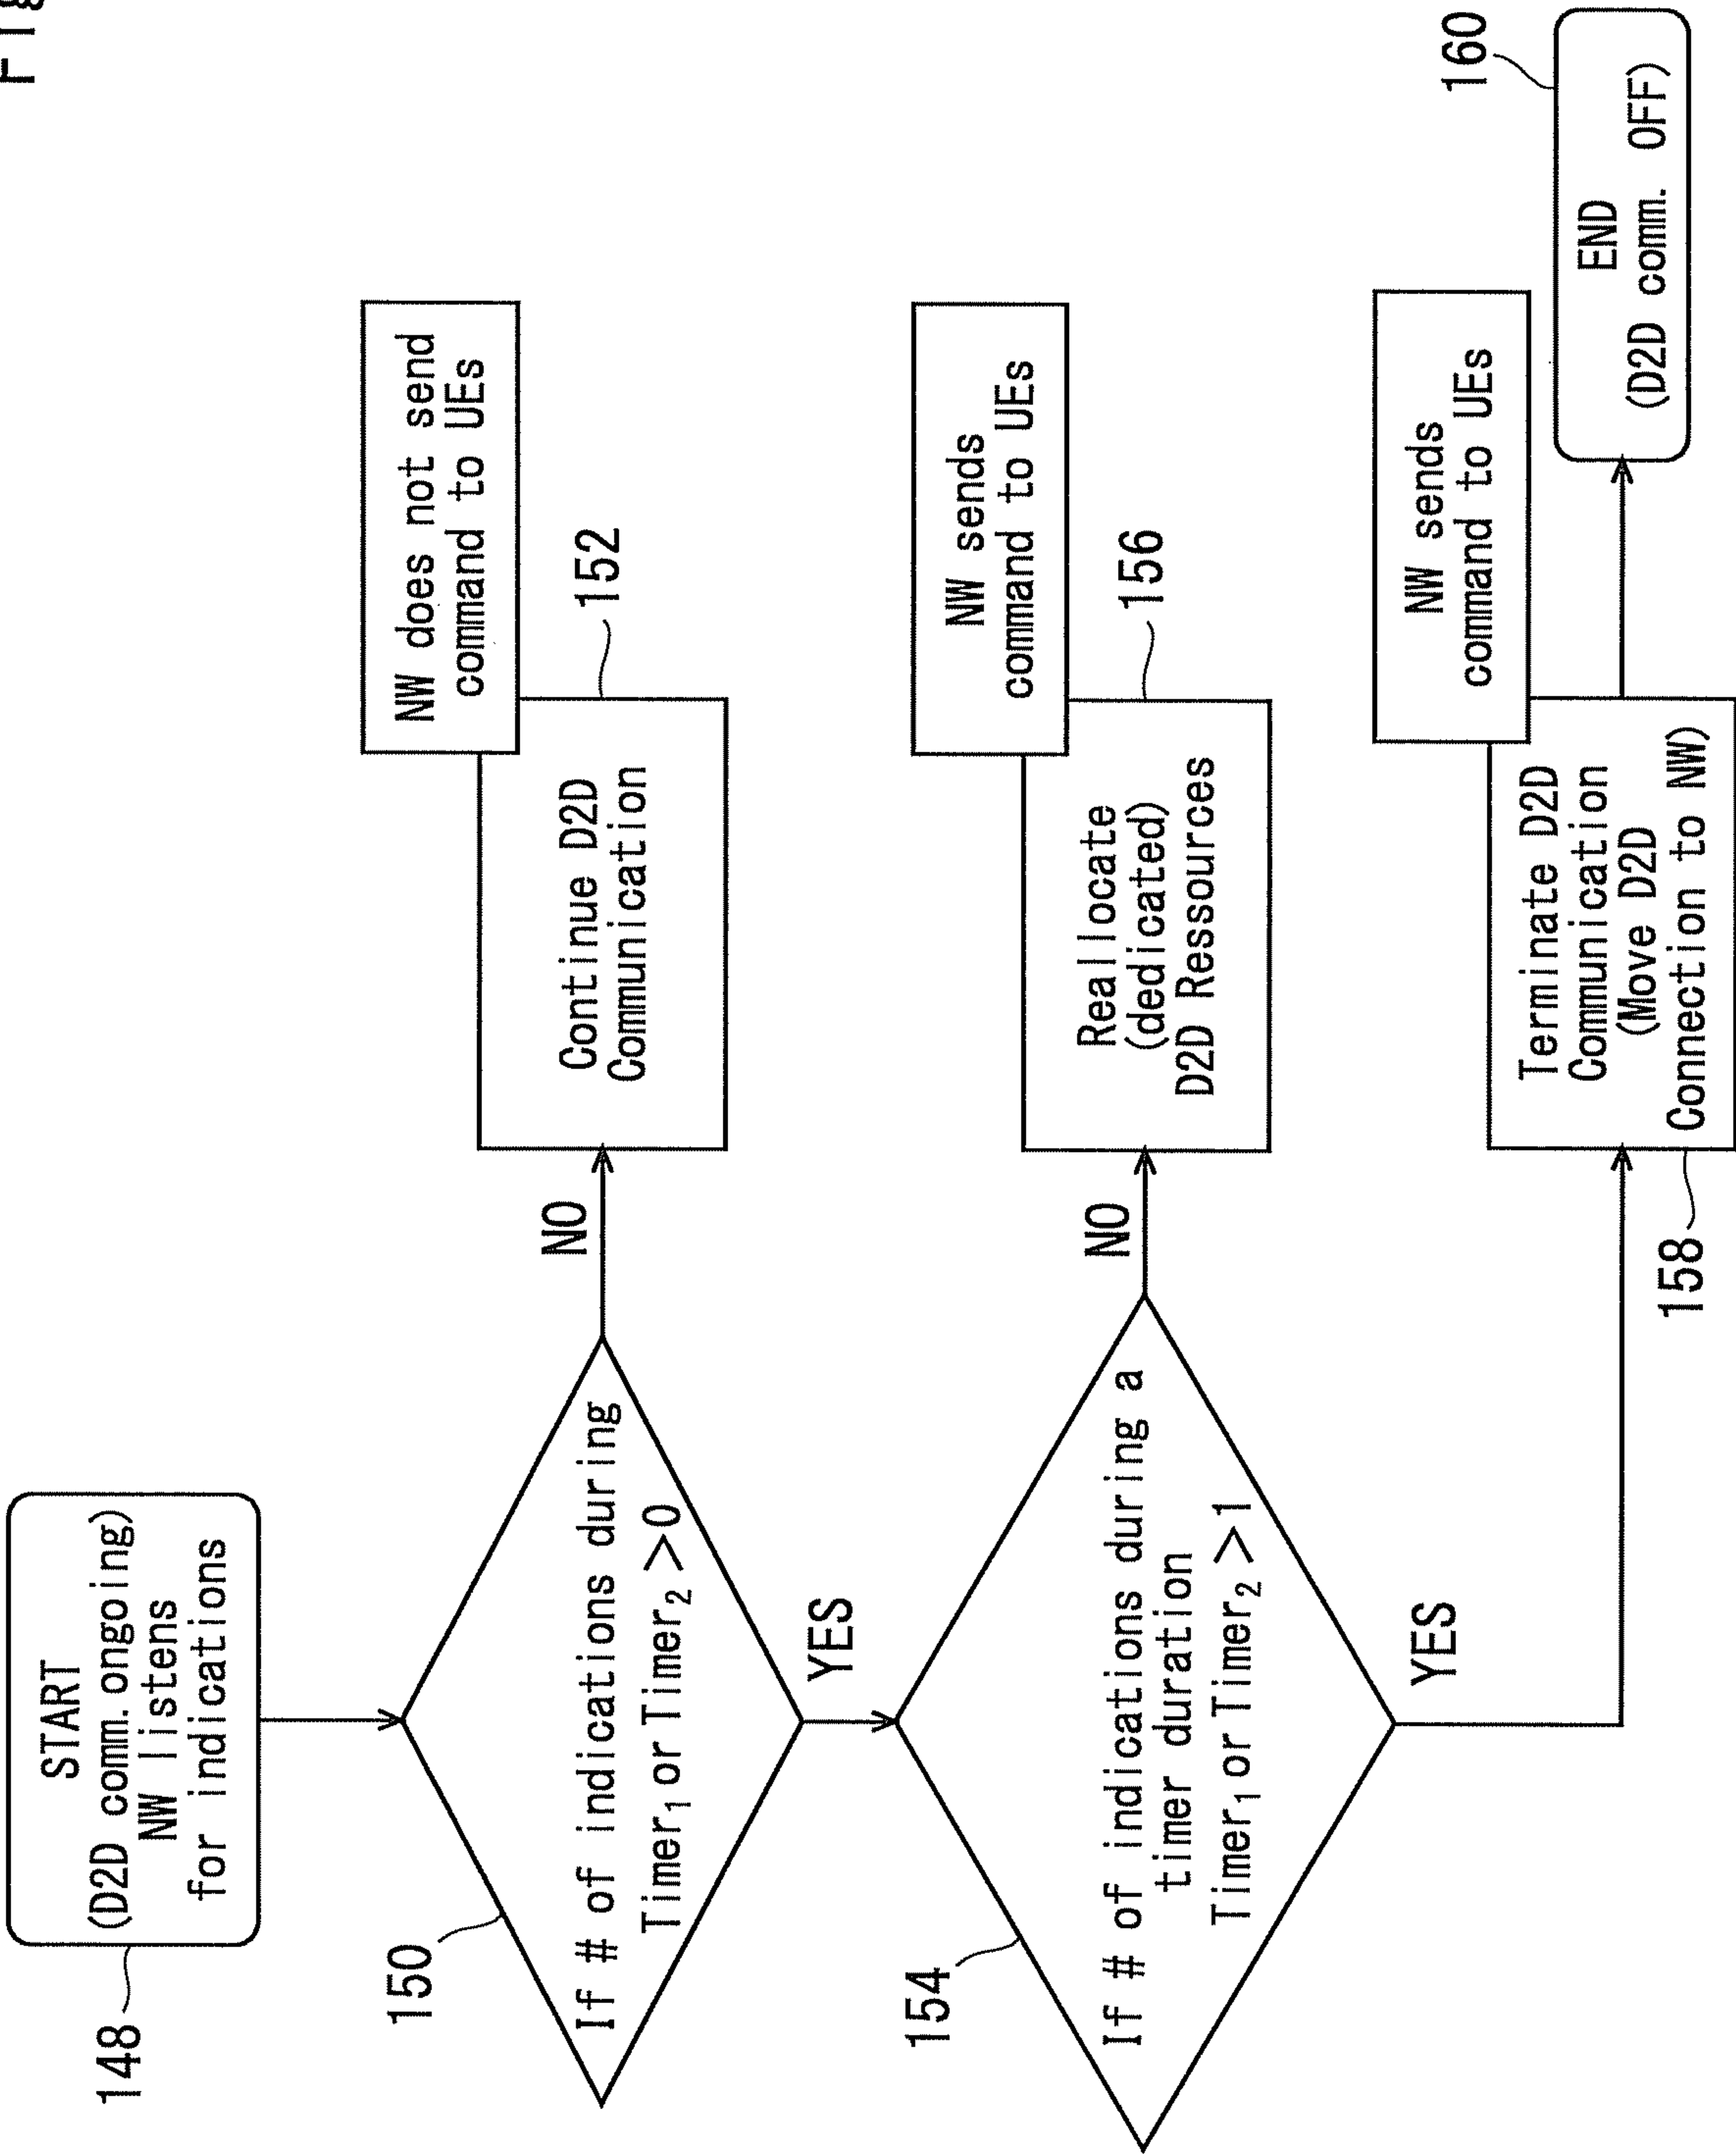 Fig
START
(D2D comm. ongoing)
NW listens
for indications
148
150
If # of indications during
Timer1 or Timer2 >0
NO
Continue D2D
Communication
152
NW does not send
command to UEs
YES
154
If # of indications during a
timer duration
Timer1 or Timer2 >1
NO
Reallocate
(dedicated)
D2D Ressources
156
NW sends
command to UEs
YES
158
Terminate D2D
Communication
(Move D2D
Connection to NW)
NW sends
command to UEs
160
END
(D2D comm. OFF)